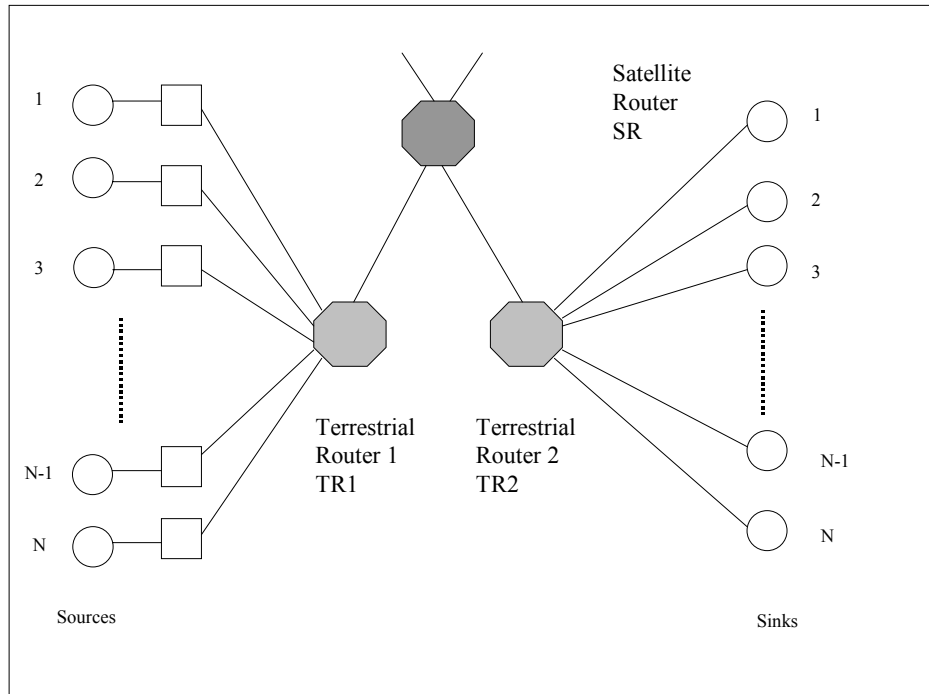 1
2
3
N-1
N
Sources
Terrestrial
Router 1
TR1
Terrestrial
Router 2
TR2
Satellite
Router
SR
1
2
3
N-1
N
Sinks